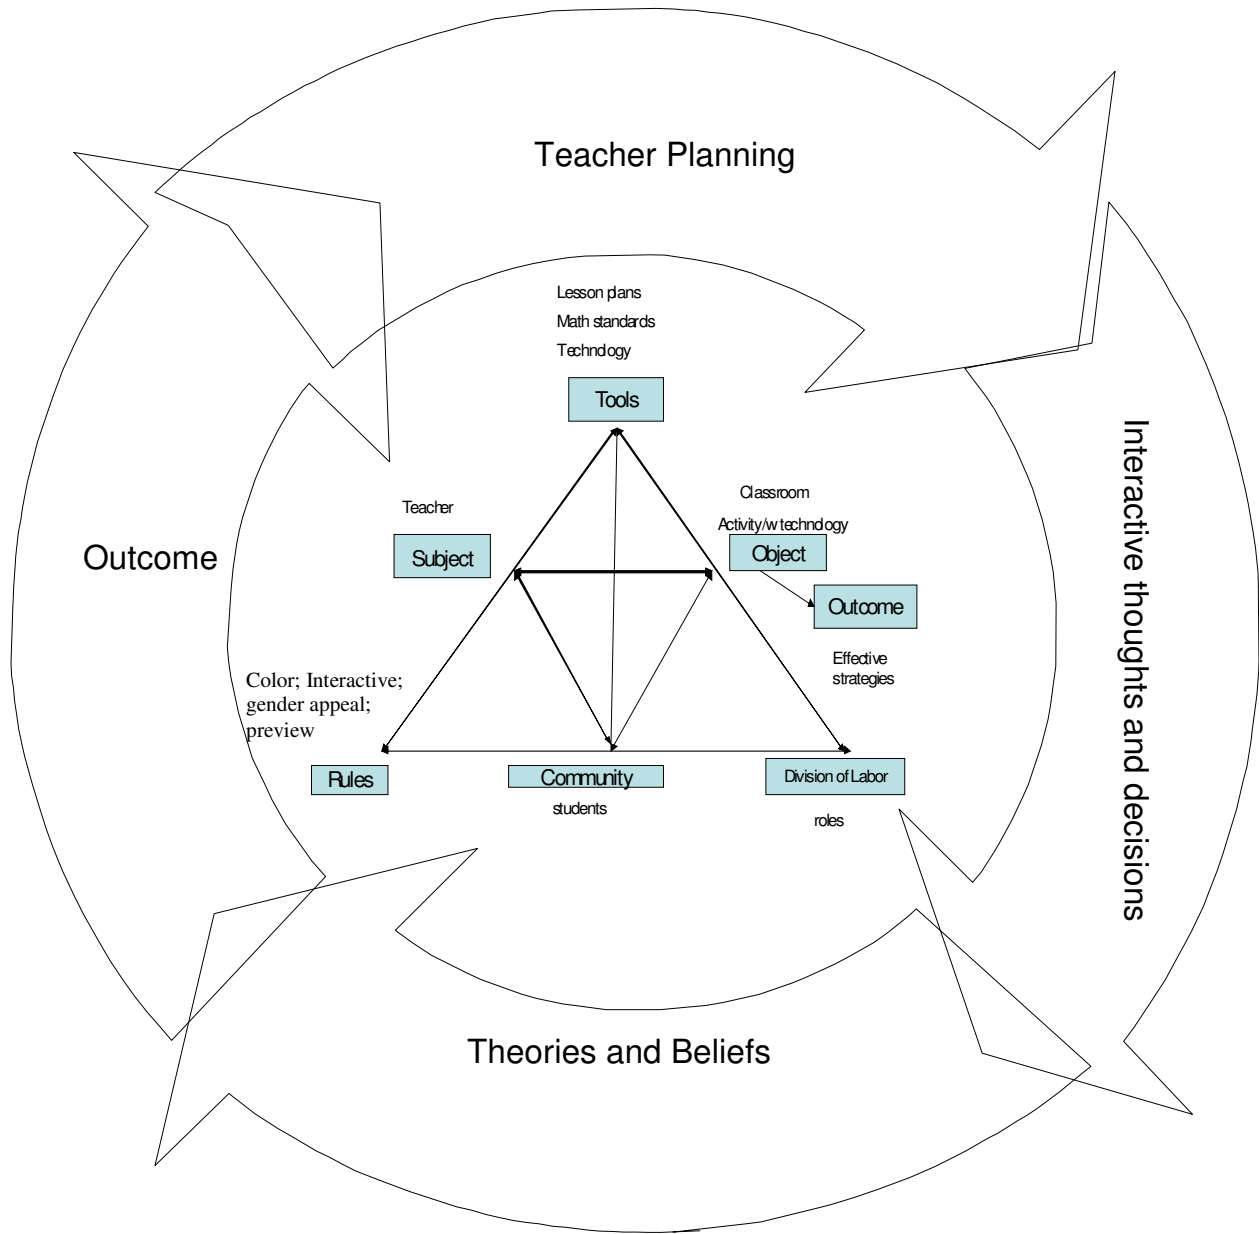 Teacher Planning
Lesson plans
Math standards
Technology
Tools
Classroom
Activity/w technology
Teacher
Subject
Object
Outcome
Outcome
Effective
strategies
Interactive thoughts and decisions
Color; Interactive;
gender appeal;
preview
Rules
Community
Division of Labor
students
roles
Theories and Beliefs